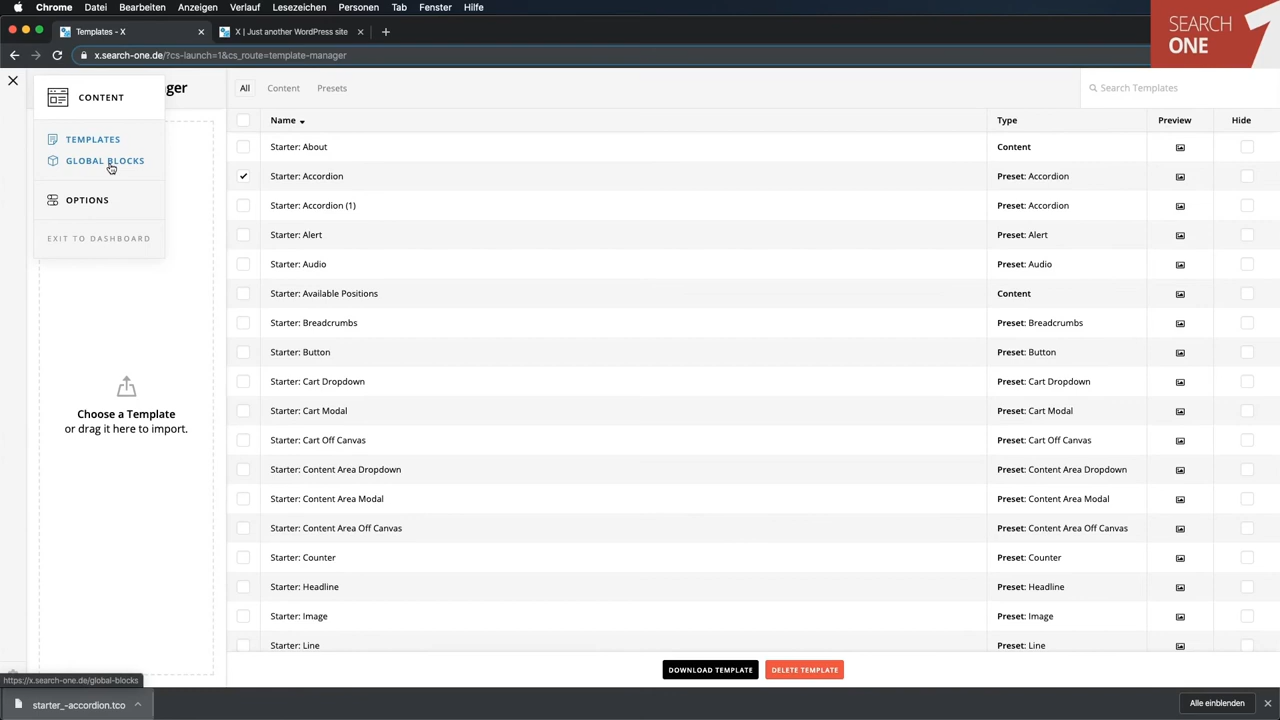 Chrome Datei Bearbeiten Anzeigen Verlauf Lesezeichen Personen Tab Fenster Hilfe
Templates - X
X | Just another WordPress site
x.search-one.de/?cs-launch=1&cs_route=template-manager
SEARCH
ONE
CONTENT
TEMPLATES
GLOBAL BLOCKS
OPTIONS
EXIT TO DASHBOARD
Choose a Template
or drag it here to import.
All Content Presets
Search Templates
Name Type Preview Hide
Starter: About Content
Starter: Accordion Preset: Accordion
Starter: Accordion (1) Preset: Accordion
Starter: Alert Preset: Alert
Starter: Audio Preset: Audio
Starter: Available Positions Content
Starter: Breadcrumbs Preset: Breadcrumbs
Starter: Button Preset: Button
Starter: Cart Dropdown Preset: Cart Dropdown
Starter: Cart Modal Preset: Cart Modal
Starter: Cart Off Canvas Preset: Cart Off Canvas
Starter: Content Area Dropdown Preset: Content Area Dropdown
Starter: Content Area Modal Preset: Content Area Modal
Starter: Content Area Off Canvas Preset: Content Area Off Canvas
Starter: Counter Preset: Counter
Starter: Headline Preset: Headline
Starter: Image Preset: Image
Starter: Line Preset: Line
DOWNLOAD TEMPLATE DELETE TEMPLATE
https://x.search-one.de/global-blocks
starter_-accordion.tco
Alle einblenden